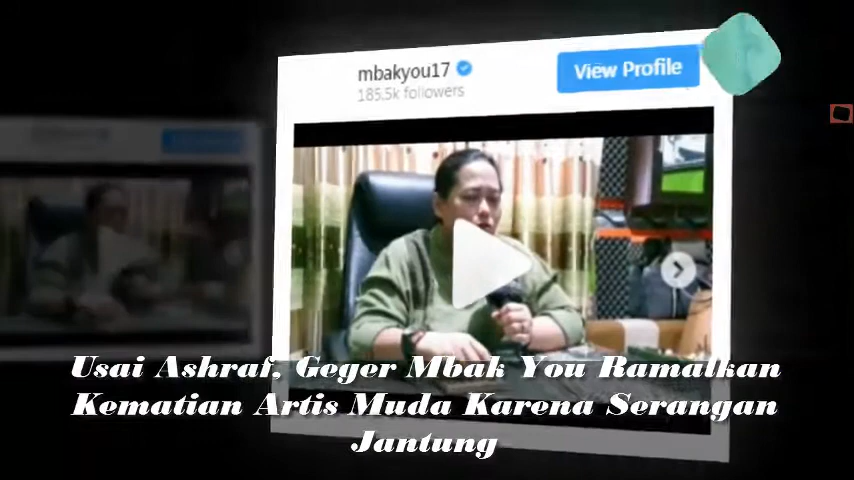 mbakyou17
View Profile
185.5k followers
Usai Ashraf, Geger Mbak You Ramalkan
Kematian Artis Muda Karena Serangan
Jantung